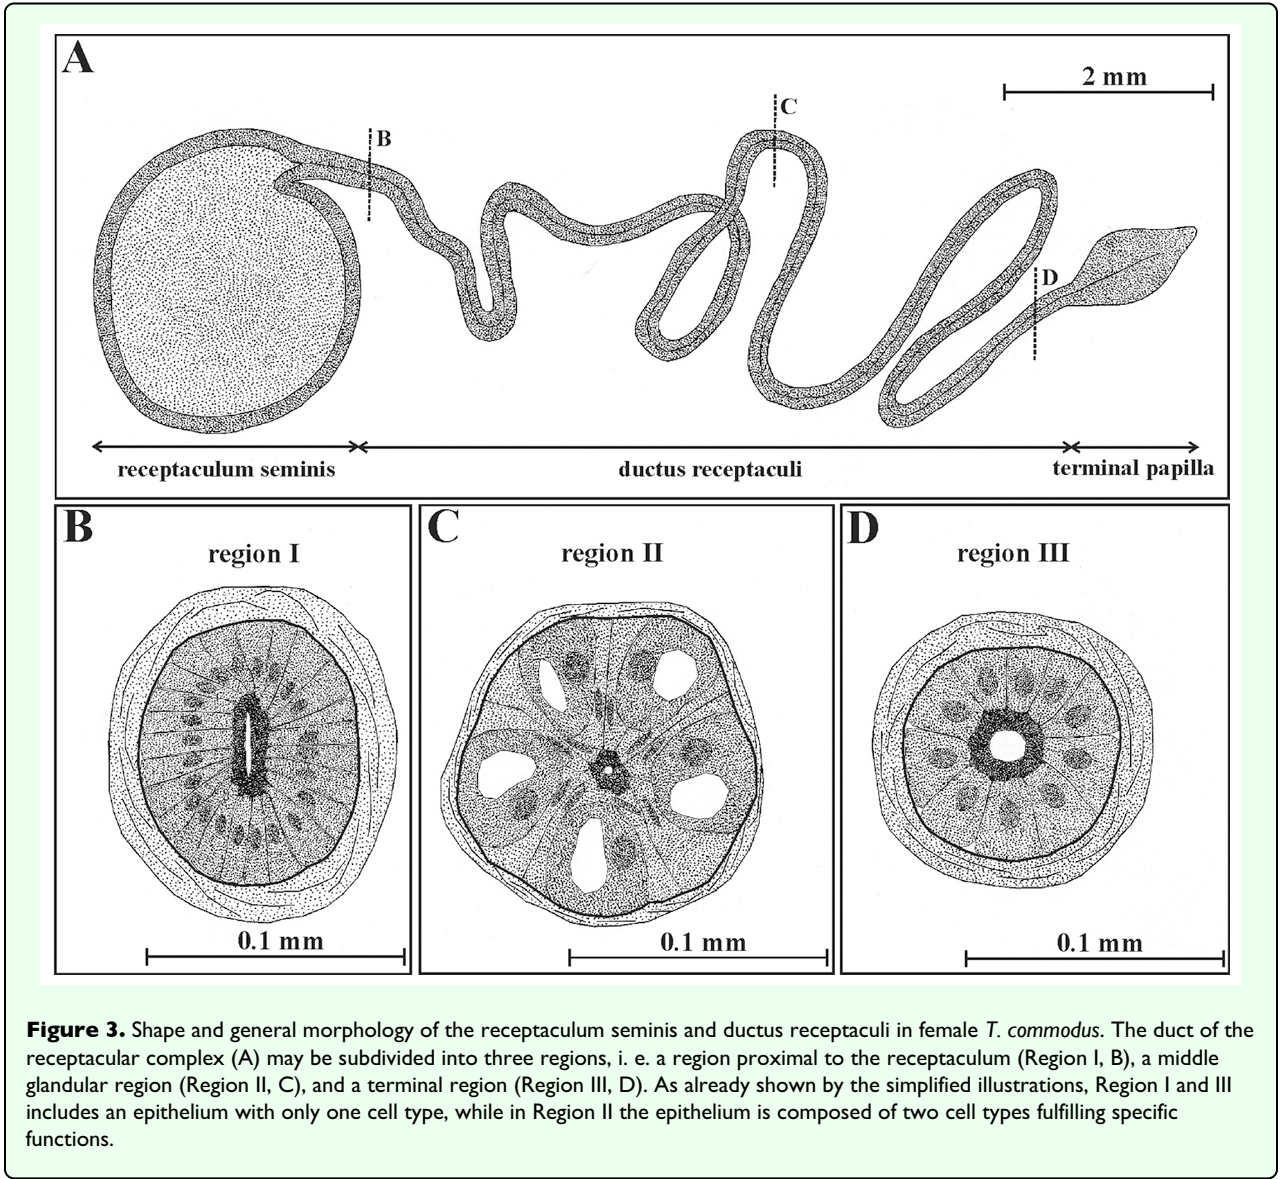 A
2 mm
B
C
D
receptaculum seminis
ductus receptaculi
terminal papilla
B
region I
0.1 mm
C
region II
0.1 mm
D
region III
0.1 mm
Figure 3. Shape and general morphology of the receptaculum seminis and ductus receptaculi in female T. commodus. The duct of the
receptacular complex (A) may be subdivided into three regions, i. e. a region proximal to the receptaculum (Region I, B), a middle
glandular region (Region II, C), and a terminal region (Region III, D). As already shown by the simplified illustrations, Region I and III
includes an epithelium with only one cell type, while in Region II the epithelium is composed of two cell types fulfilling specific
functions.